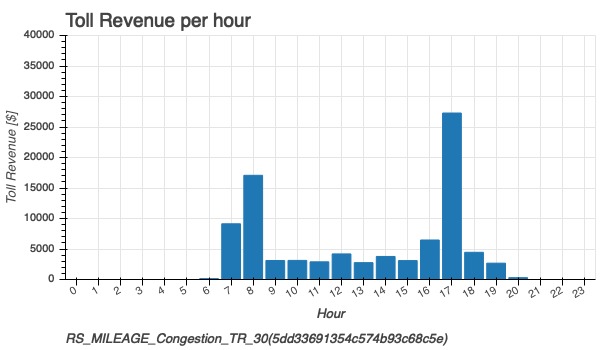 Toll Revenue per hour
40000
35000
30000
25000
20000
15000
10000
5000
0
Toll Revenue [$]
0 1 2 3 4 5 6 7 8 9 10 11 12 13 14 15 16 17 18 19 20 21 22 23
Hour
RS_MILEAGE_Congestion_TR_30(5dd33691354c574b93c68c5e)